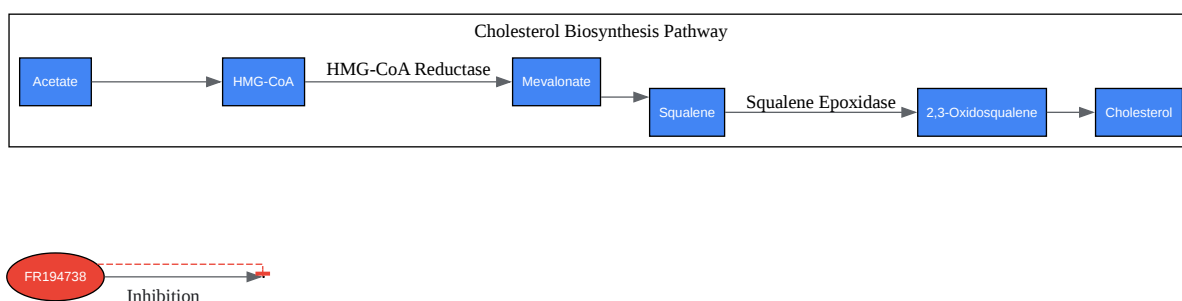 Cholesterol Biosynthesis Pathway
Acetate
HMG-CoA
HMG-CoA Reductase
Mevalonate
Squalene
Squalene Epoxidase
2,3-Oxidosqualene
Cholesterol
FR194738
Inhibition